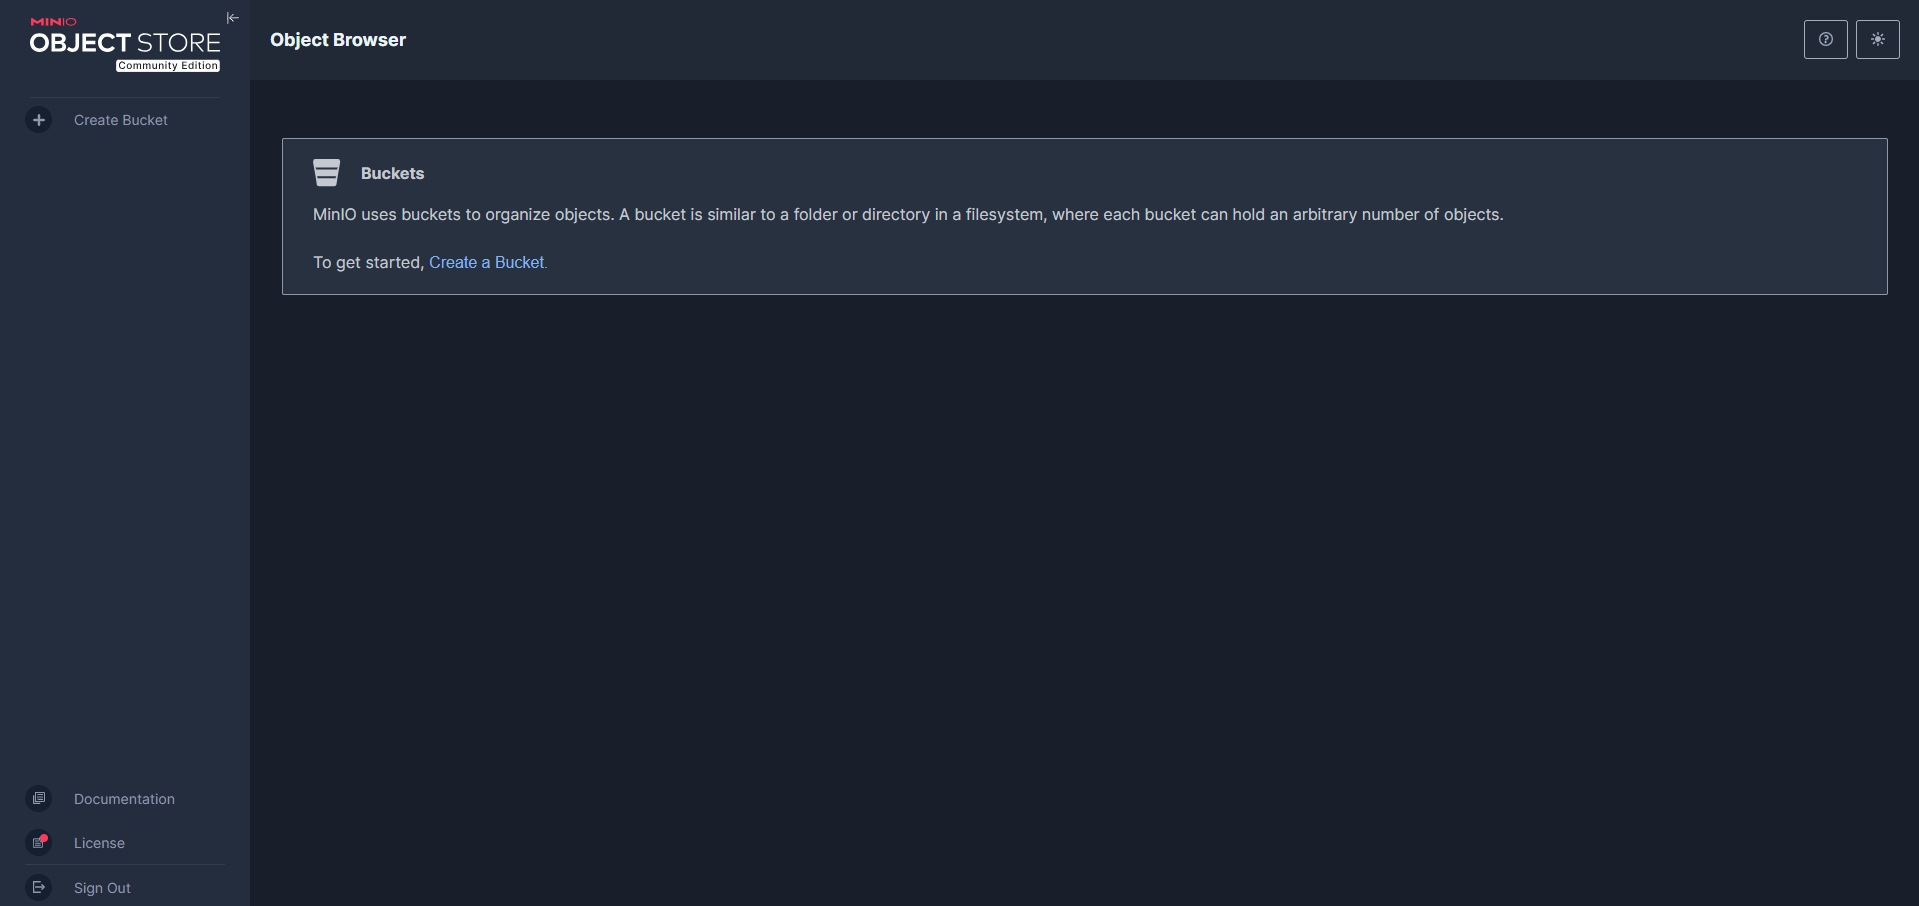 MINIO
OBJECT STORE
Community Edition
Create Bucket
Documentation
License
Sign Out
Object Browser
Buckets
MinIO uses buckets to organize objects. A bucket is similar to a folder or directory in a filesystem, where each bucket can hold an arbitrary number of objects.
To get started, Create a Bucket.